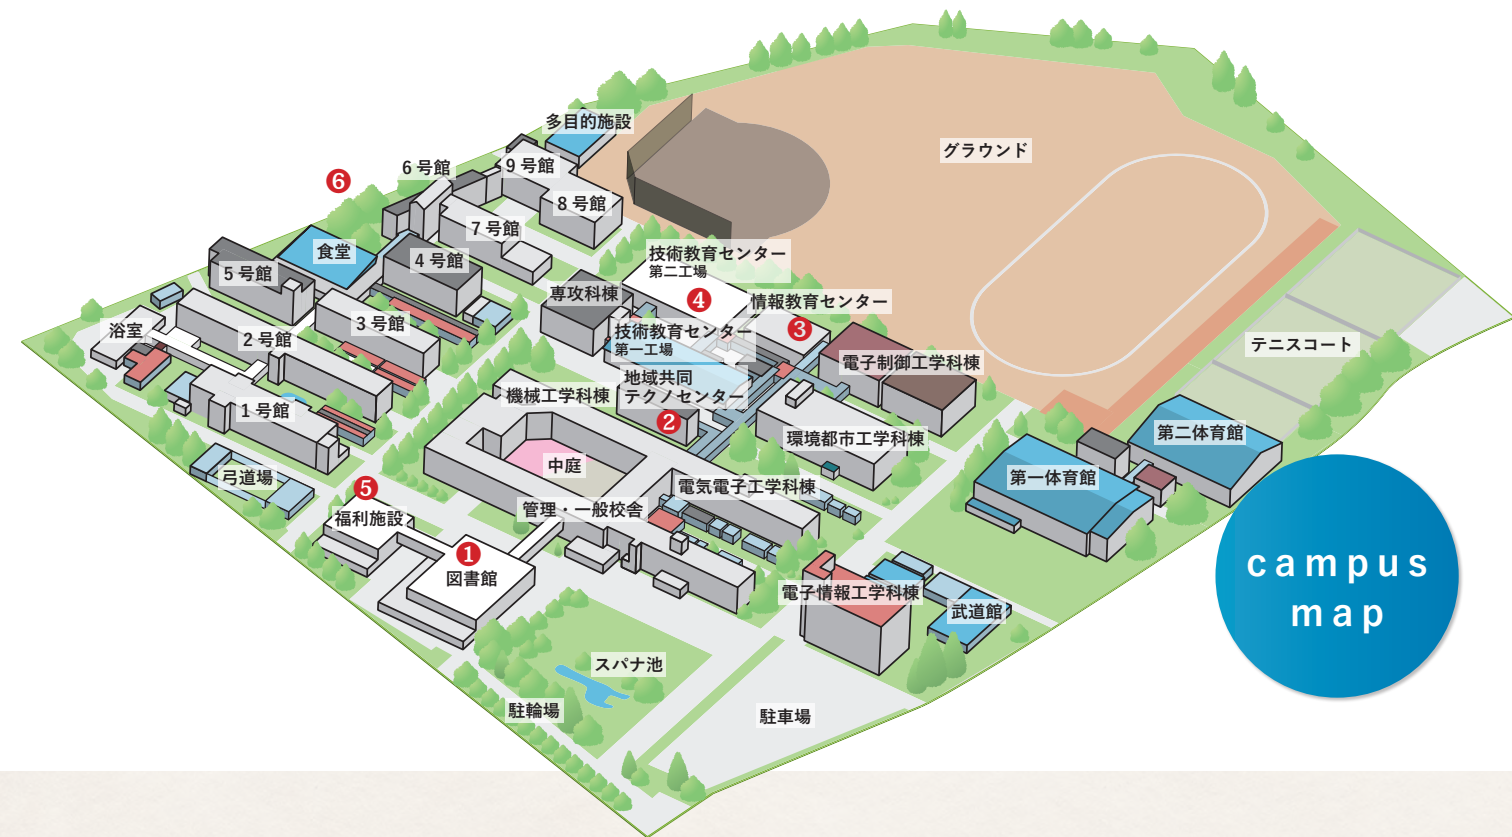 多目的施設
グラウンド
6号館
9号館
❻
8号館
7号館
食堂
4号館
5号館
技術教育センター
第二工場
専攻科棟
❹
情報教育センター
❸
3号館
浴室
2号館
技術教育センター
第一工場
テニスコート
電子制御工学科棟
地域共同
テクノセンター
機械工学科棟
❷
1号館
環境都市工学科棟
第二体育館
中庭
弓道場
第一体育館
電気電子工学科棟
❺
管理・一般校舎
福利施設
❶
図書館
campus
map
電子情報工学科棟
武道館
スパナ池
駐輪場
駐車場